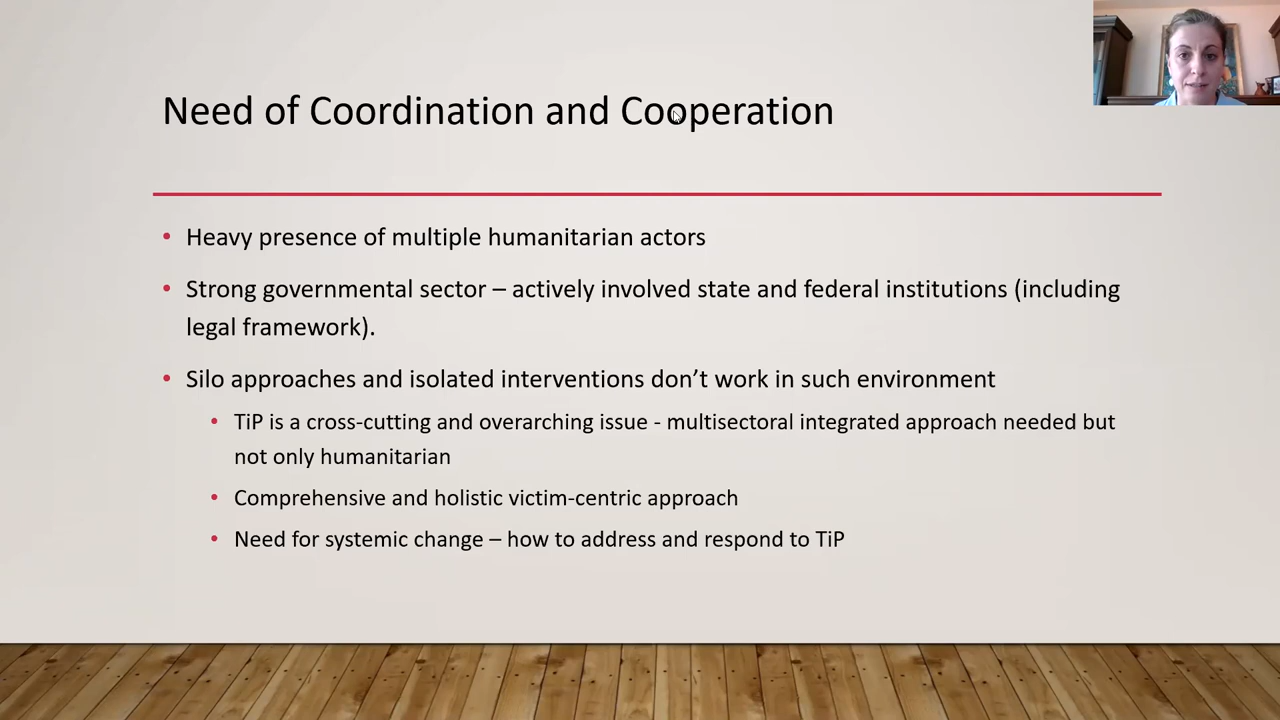 Need of Coordination and Cooperation
• Heavy presence of multiple humanitarian actors
• Strong governmental sector – actively involved state and federal institutions (including
legal framework).
• Silo approaches and isolated interventions don’t work in such environment
• TiP is a cross-cutting and overarching issue - multisectoral integrated approach needed but
not only humanitarian
• Comprehensive and holistic victim-centric approach
• Need for systemic change – how to address and respond to TiP